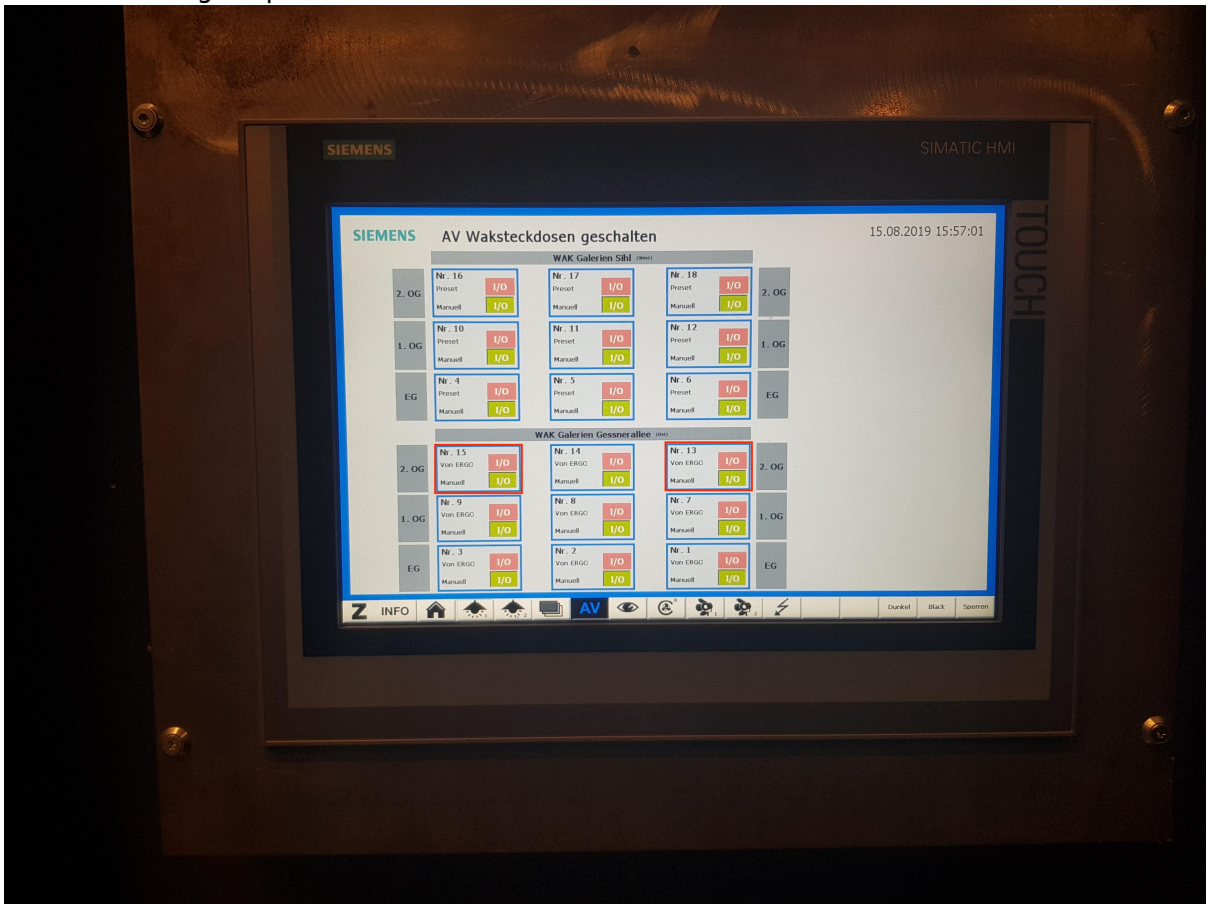 SIEMENS
SIMATIC HMI
TOUCH
SIEMENS AV Waksteckdosen geschalten 15.08.2019 15:57:01
WAK Galerien Sihl (West)
2. OG
Nr. 16
Preset I/O
Manuell I/O
Nr. 17
Preset I/O
Manuell I/O
Nr. 18
Preset I/O
Manuell I/O
2. OG
1. OG
Nr. 10
Preset I/O
Manuell I/O
Nr. 11
Preset I/O
Manuell I/O
Nr. 12
Preset I/O
Manuell I/O
1. OG
EG
Nr. 4
Preset I/O
Manuell I/O
Nr. 5
Preset I/O
Manuell I/O
Nr. 6
Preset I/O
Manuell I/O
EG
WAK Galerien Gessnerallee (Ost)
2. OG
Nr. 15
Von ERGO I/O
Manuell I/O
Nr. 14
Von ERGO I/O
Manuell I/O
Nr. 13
Von ERGO I/O
Manuell I/O
2. OG
1. OG
Nr. 9
Von ERGO I/O
Manuell I/O
Nr. 8
Von ERGO I/O
Manuell I/O
Nr. 7
Von ERGO I/O
Manuell I/O
1. OG
EG
Nr. 3
Von ERGO I/O
Manuell I/O
Nr. 2
Von ERGO I/O
Manuell I/O
Nr. 1
Von ERGO I/O
Manuell I/O
EG
Z INFO 1 2 AV 1 2 Dunkel Black Sperren